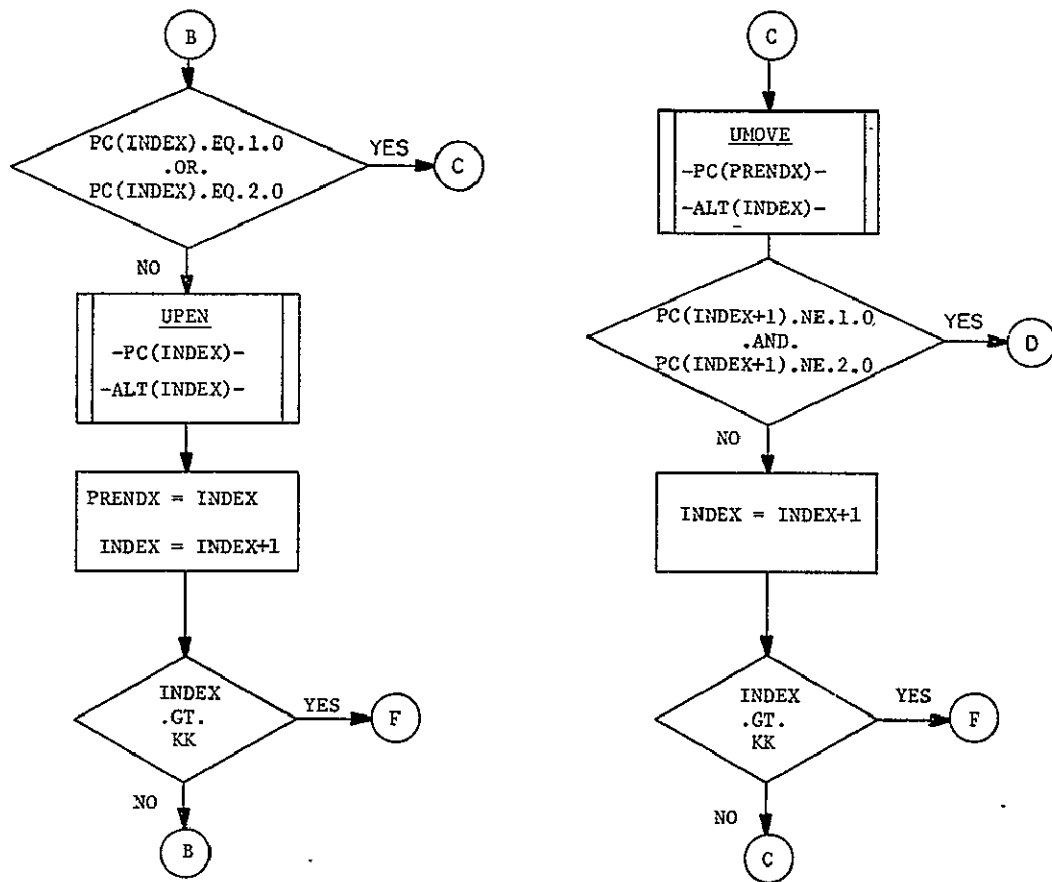 B
PC(INDEX).EQ.1.0
.OR.
PC(INDEX).EQ.2.0
YES
C
NO
UPEN
-PC(INDEX)-
-ALT(INDEX)-
PRENDX = INDEX
INDEX = INDEX+1
INDEX
.GT.
KK
YES
F
NO
B
C
UMOVE
-PC(PRENDX)-
-ALT(INDEX)-
PC(INDEX+1).NE.1.0
.AND.
PC(INDEX+1).NE.2.0
YES
D
NO
INDEX = INDEX+1
INDEX
.GT.
KK
YES
F
NO
C